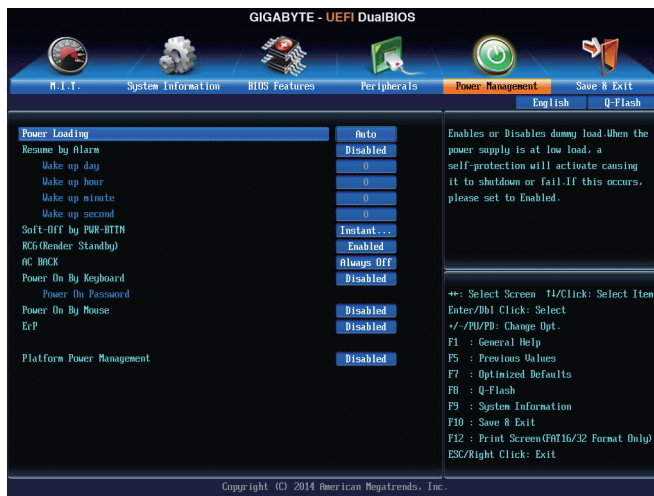 GIGABYTE - UEFI DualBIOS
M.I.T. System Information BIOS Features Peripherals Power Management Save & Exit
English Q-Flash
Power Loading Auto
Resume by Alarm Disabled
Wake up day 0
Wake up hour 0
Wake up minute 0
Wake up second 0
Soft-Off by PWR-BTTN Instant...
RC6(Render Standby) Enabled
AC BACK Always Off
Power On By Keyboard Disabled
Power On Password
Power On By Mouse Disabled
ErP Disabled
Platform Power Management Disabled
Enables or Disables dummy load.When the
power supply is at low load, a
self-protection will activate causing
it to shutdown or fail.If this occurs,
please set to Enabled.
→←: Select Screen ↑↓/Click: Select Item
Enter/Dbl Click: Select
+/-/PU/PD: Change Opt.
F1 : General Help
F5 : Previous Values
F7 : Optimized Defaults
F8 : Q-Flash
F9 : System Information
F10 : Save & Exit
F12 : Print Screen(FAT16/32 Format Only)
ESC/Right Click: Exit
Copyright (C) 2014 American Megatrends, Inc.